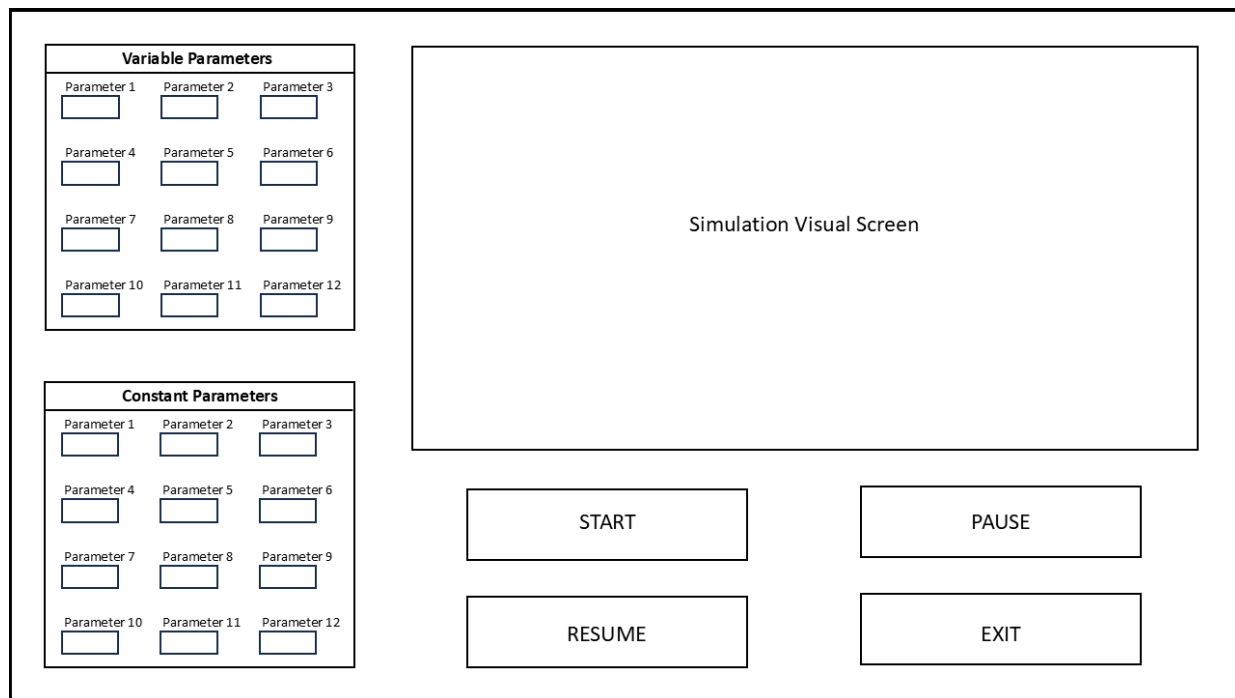 Variable Parameters
Parameter 1 Parameter 2 Parameter 3
Parameter 4 Parameter 5 Parameter 6
Parameter 7 Parameter 8 Parameter 9
Parameter 10 Parameter 11 Parameter 12
Constant Parameters
Parameter 1 Parameter 2 Parameter 3
Parameter 4 Parameter 5 Parameter 6
Parameter 7 Parameter 8 Parameter 9
Parameter 10 Parameter 11 Parameter 12
Simulation Visual Screen
START PAUSE
RESUME EXIT